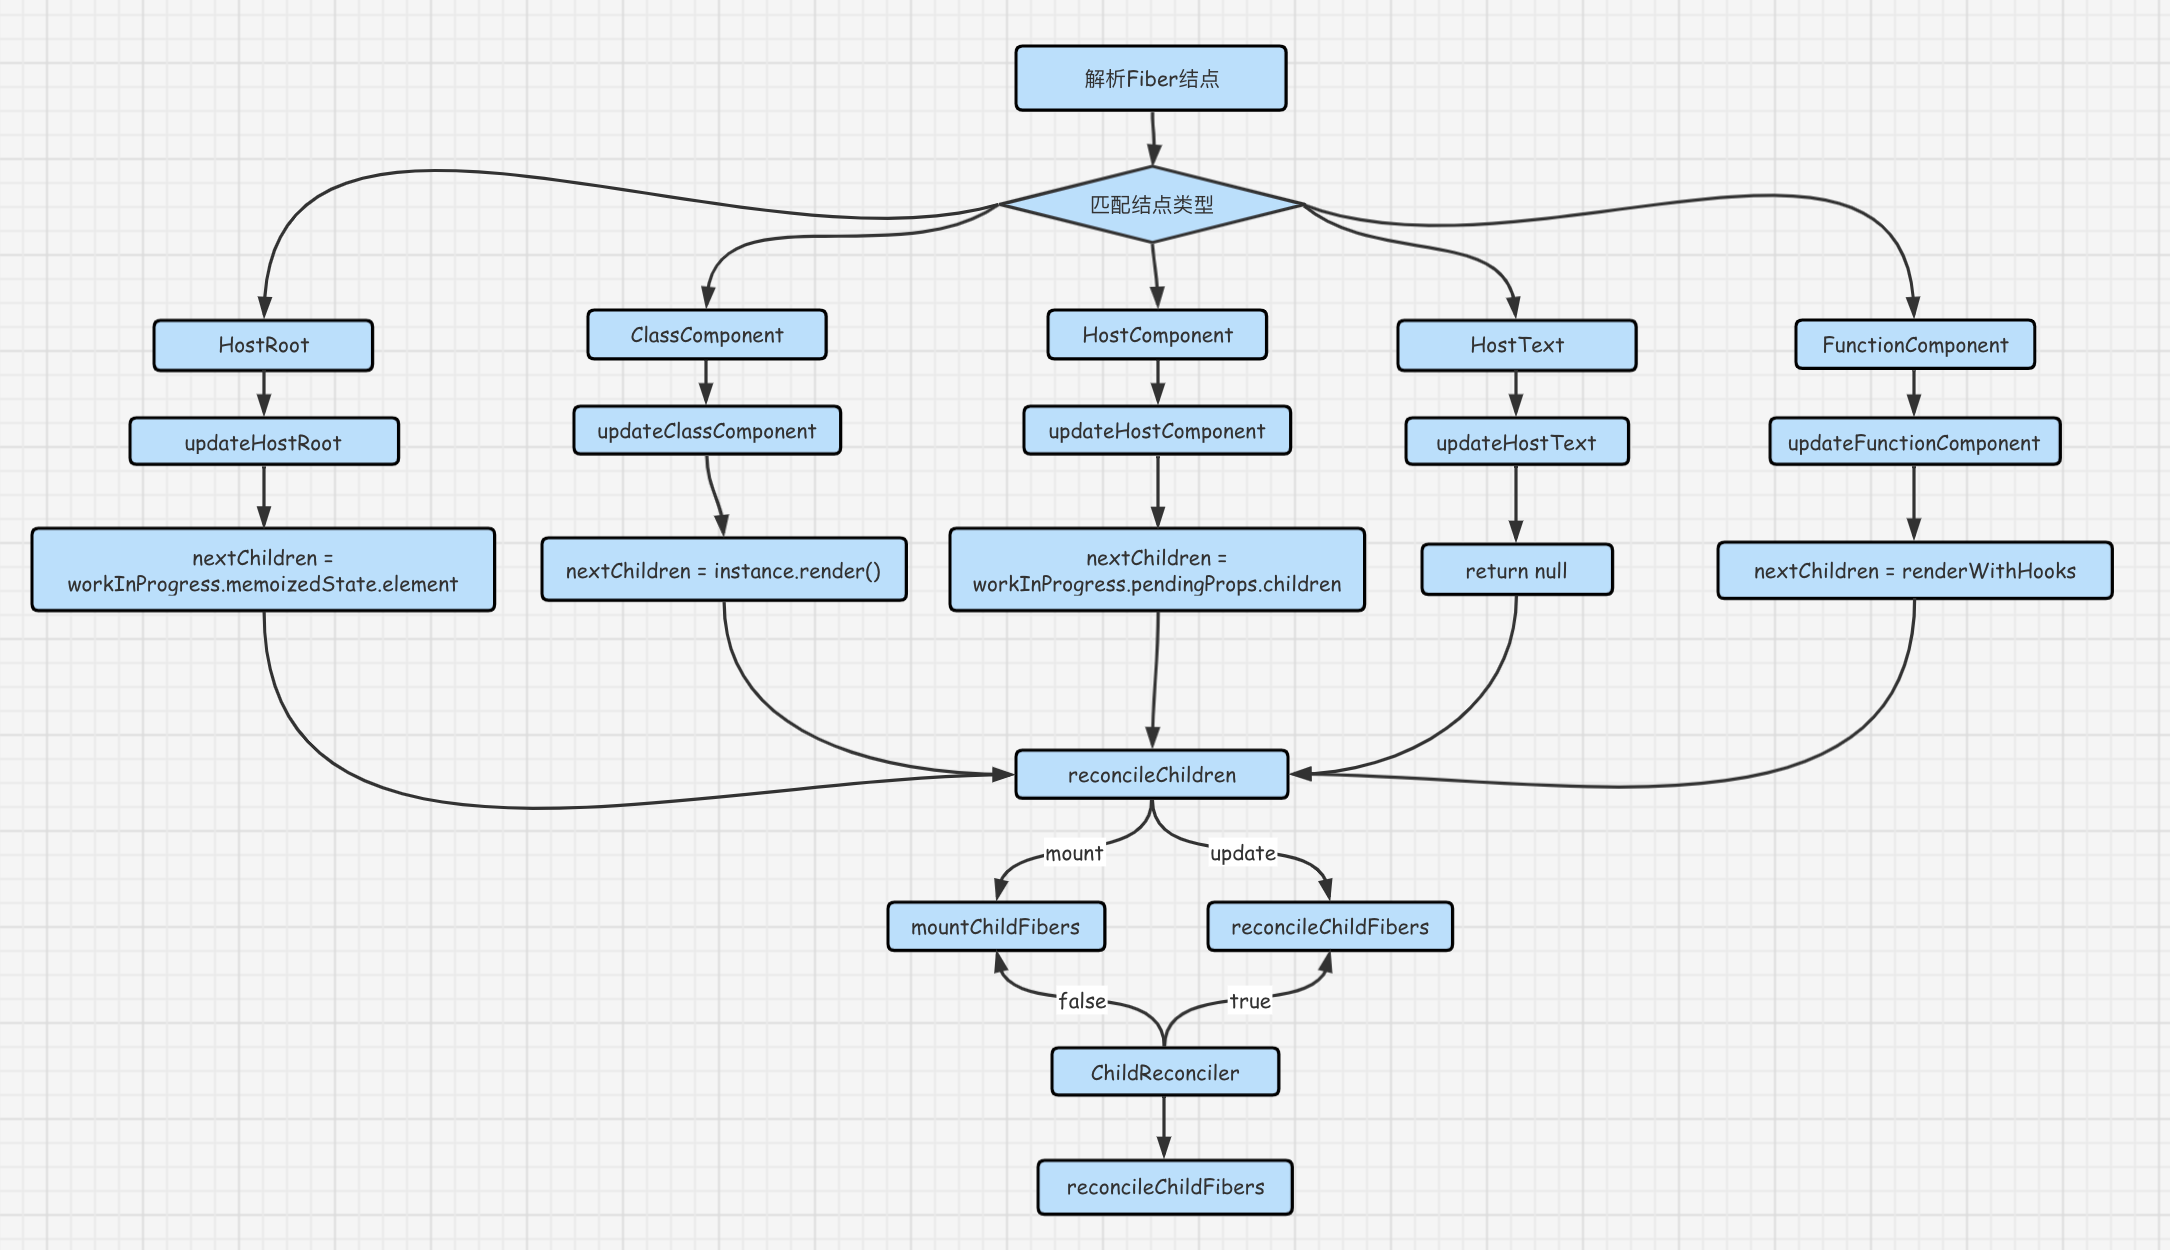 解析Fiber结点
匹配结点类型
HostRoot
ClassComponent
HostComponent
HostText
FunctionComponent
updateHostRoot
updateClassComponent
updateHostComponent
updateHostText
updateFunctionComponent
nextChildren =
workInProgress.memoizedState.element
nextChildren = instance.render()
nextChildren =
workInProgress.pendingProps.children
return null
nextChildren = renderWithHooks
reconcileChildren
mount
update
mountChildFibers
reconcileChildFibers
false
true
ChildReconciler
reconcileChildFibers